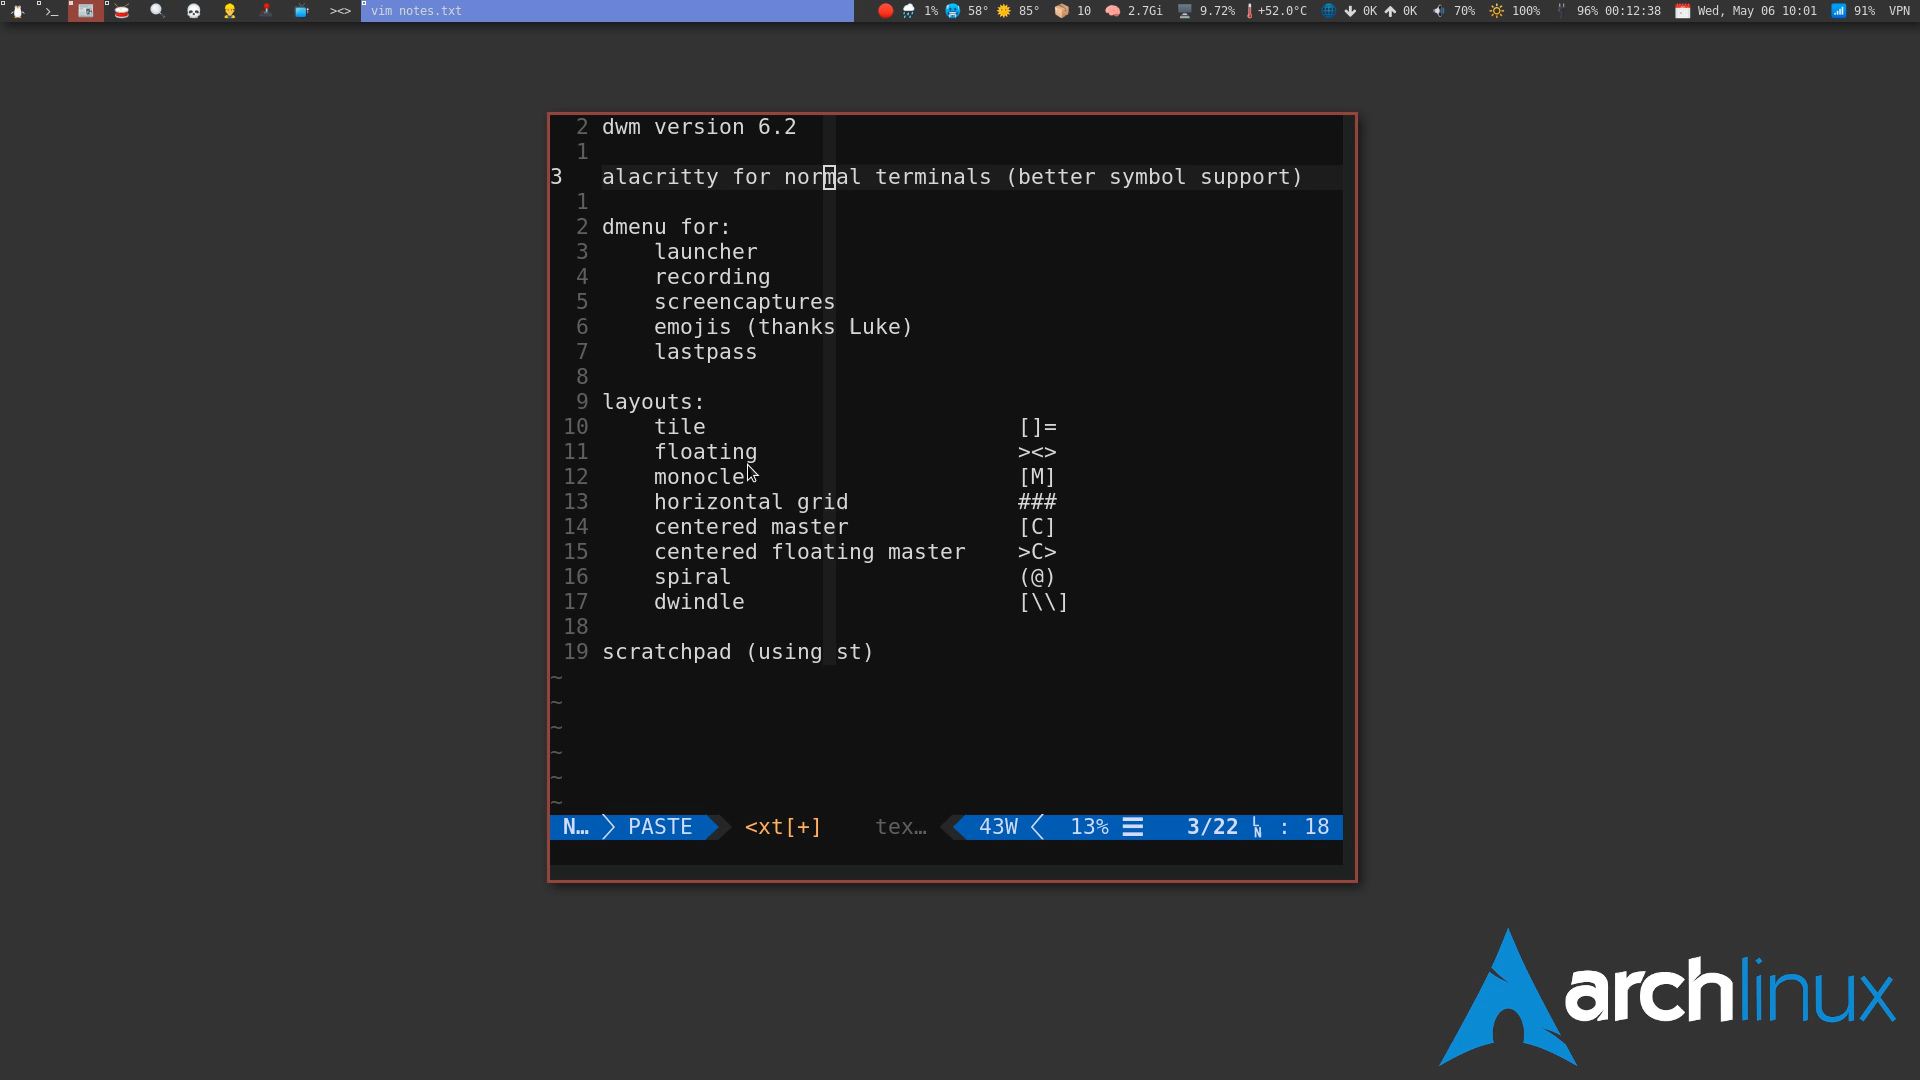 >_ ><> vim notes.txt 1% 58° 85° 10 2.7Gi 9.72% +52.0°C 0K 0K 70% 100% 96% 00:12:38 Wed, May 06 10:01 91% VPN
2 dwm version 6.2
1
3 alacritty for normal terminals (better symbol support)
1
2 dmenu for:
3 launcher
4 recording
5 screencaptures
6 emojis (thanks Luke)
7 lastpass
8
9 layouts:
10 tile []=
11 floating ><>
12 monocle [M]
13 horizontal grid ###
14 centered master [C]
15 centered floating master >C>
16 spiral (@)
17 dwindle [\\]
18
19 scratchpad (using st)
~
~
~
~
~
~
N… PASTE <xt[+] tex… 43W 13% ☰ 3/22 LN : 18
archlinux